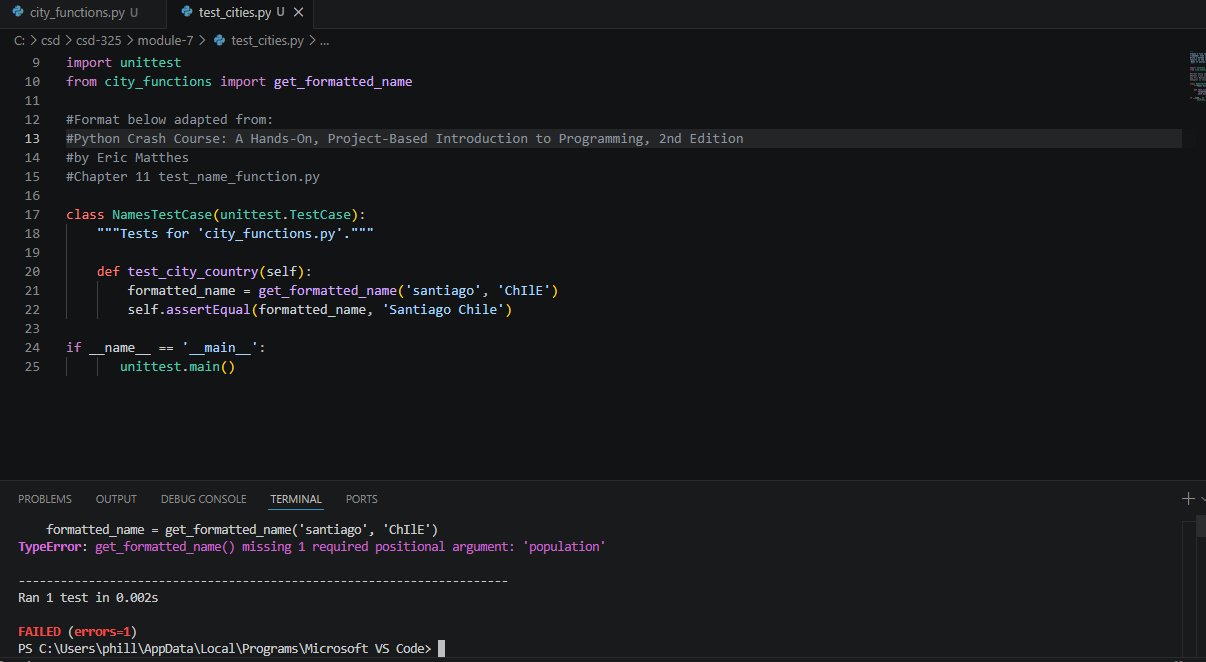 city_functions.py U test_cities.py U
C: > csd > csd-325 > module-7 > test_cities.py > ...
9 import unittest
10 from city_functions import get_formatted_name
11
12 #Format below adapted from:
13 #Python Crash Course: A Hands-On, Project-Based Introduction to Programming, 2nd Edition
14 #by Eric Matthes
15 #Chapter 11 test_name_function.py
16
17 class NamesTestCase(unittest.TestCase):
18 """Tests for 'city_functions.py'."""
19
20 def test_city_country(self):
21 formatted_name = get_formatted_name('santiago', 'ChIlE')
22 self.assertEqual(formatted_name, 'Santiago Chile')
23
24 if __name__ == '__main__':
25 unittest.main()
PROBLEMS OUTPUT DEBUG CONSOLE TERMINAL PORTS
formatted_name = get_formatted_name('santiago', 'ChIlE')
TypeError: get_formatted_name() missing 1 required positional argument: 'population'
----------------------------------------------------------------------
Ran 1 test in 0.002s
FAILED (errors=1)
PS C:\Users\phill\AppData\Local\Programs\Microsoft VS Code>